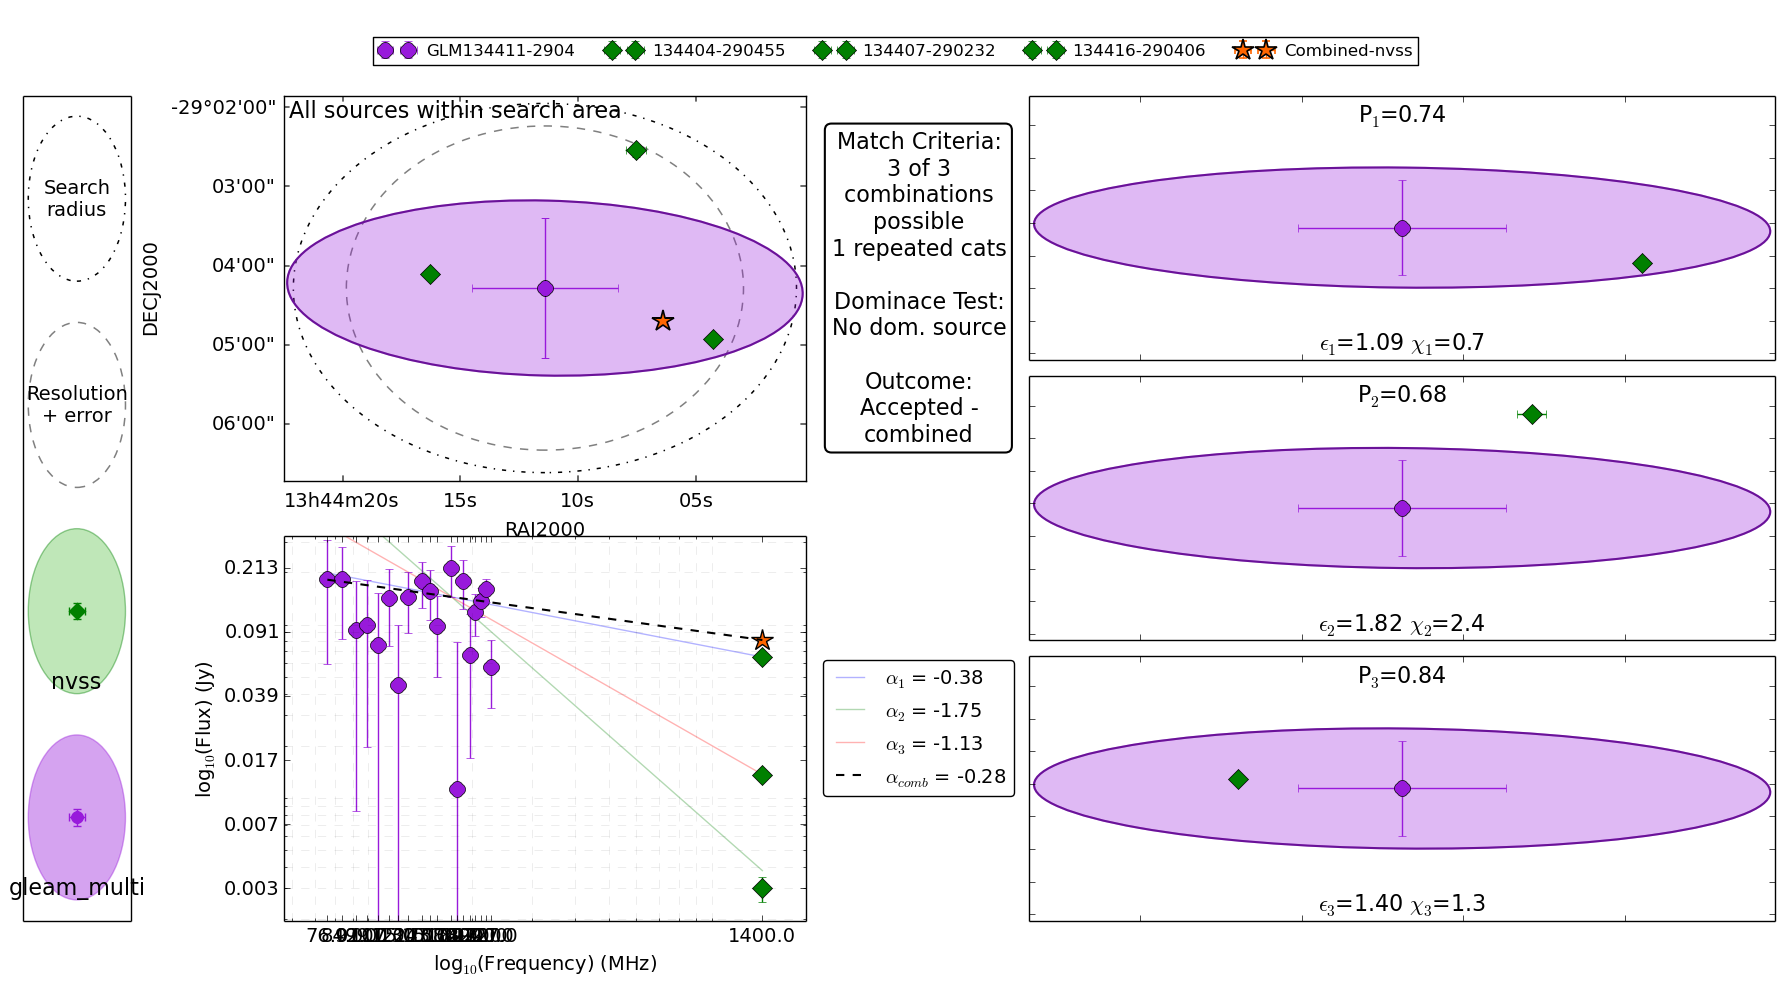 GLM134411-2904 134404-290455 134407-290232 134416-290406 Combined-nvss
Search
radius
Resolution
+ error
nvss
gleam_multi
All sources within search area
-29°02'00"
03'00"
04'00"
05'00"
06'00"
DECJ2000
13h44m20s 15s 10s 05s
RAJ2000
Match Criteria:
3 of 3
combinations
possible
1 repeated cats
Dominace Test:
No dom. source
Outcome:
Accepted -
combined
P1=0.74
ϵ1=1.09 χ1=0.7
P2=0.68
ϵ2=1.82 χ2=2.4
P3=0.84
ϵ3=1.40 χ3=1.3
0.213
0.091
0.039
0.017
0.007
0.003
log10(Flux) (Jy)
1400.0
log10(Frequency) (MHz)
α1 = -0.38
α2 = -1.75
α3 = -1.13
αcomb = -0.28